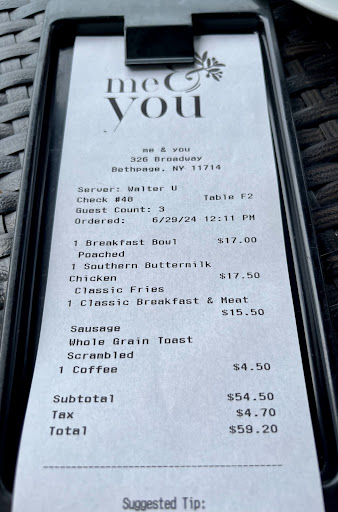 me &
you
me & you
326 Broadway
Bethpage, NY 11714
Server: Walter U
Check #40 Table F2
Guest Count: 3
Ordered: 6/29/24 12:11 PM
1 Breakfast Bowl $17.00
Poached
1 Southern Buttermilk
Chicken $17.50
Classic Fries
1 Classic Breakfast & Meat
$15.50
Sausage
Whole Grain Toast
Scrambled
1 Coffee $4.50
Subtotal $54.50
Tax $4.70
Total $59.20
Suggested Tip: